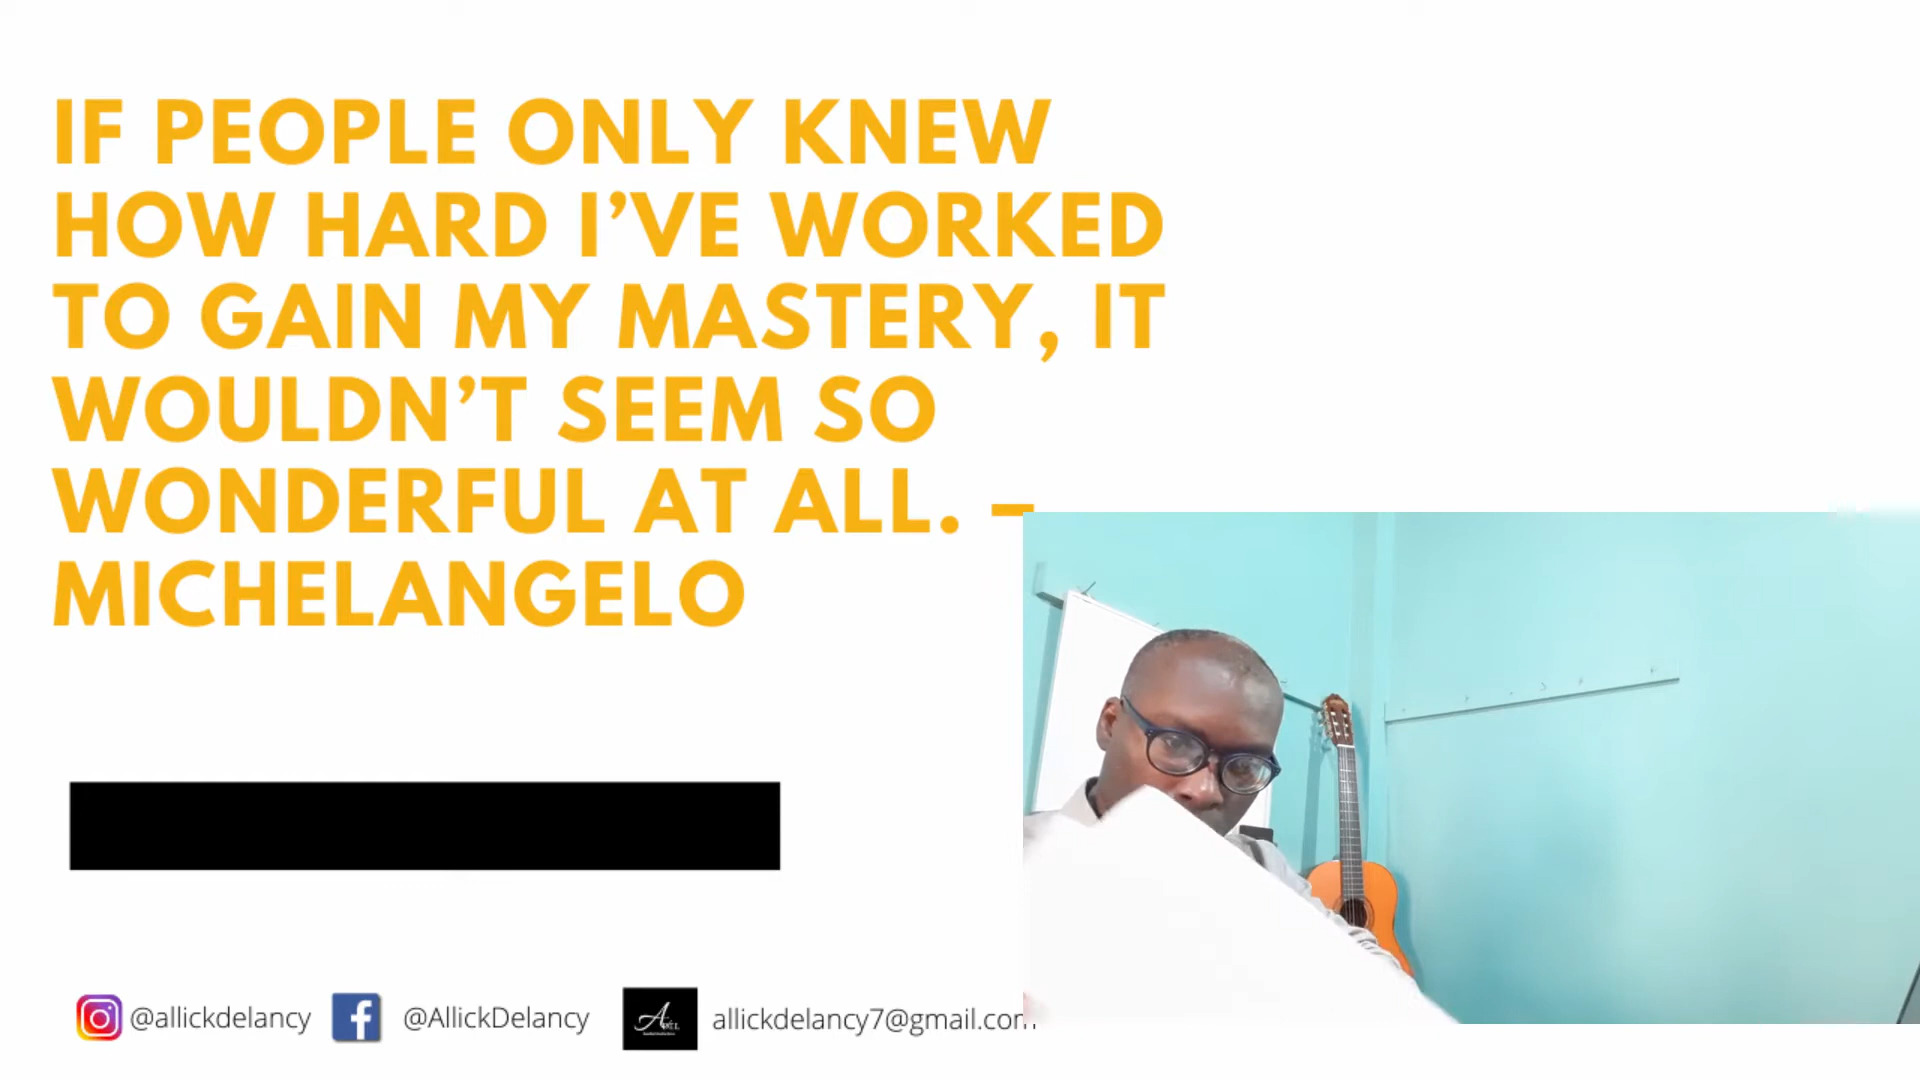 IF PEOPLE ONLY KNEW
HOW HARD I’VE WORKED
TO GAIN MY MASTERY, IT
WOULDN’T SEEM SO
WONDERFUL AT ALL. –
MICHELANGELO
@allickdelancy @AllickDelancy allickdelancy7@gmail.com